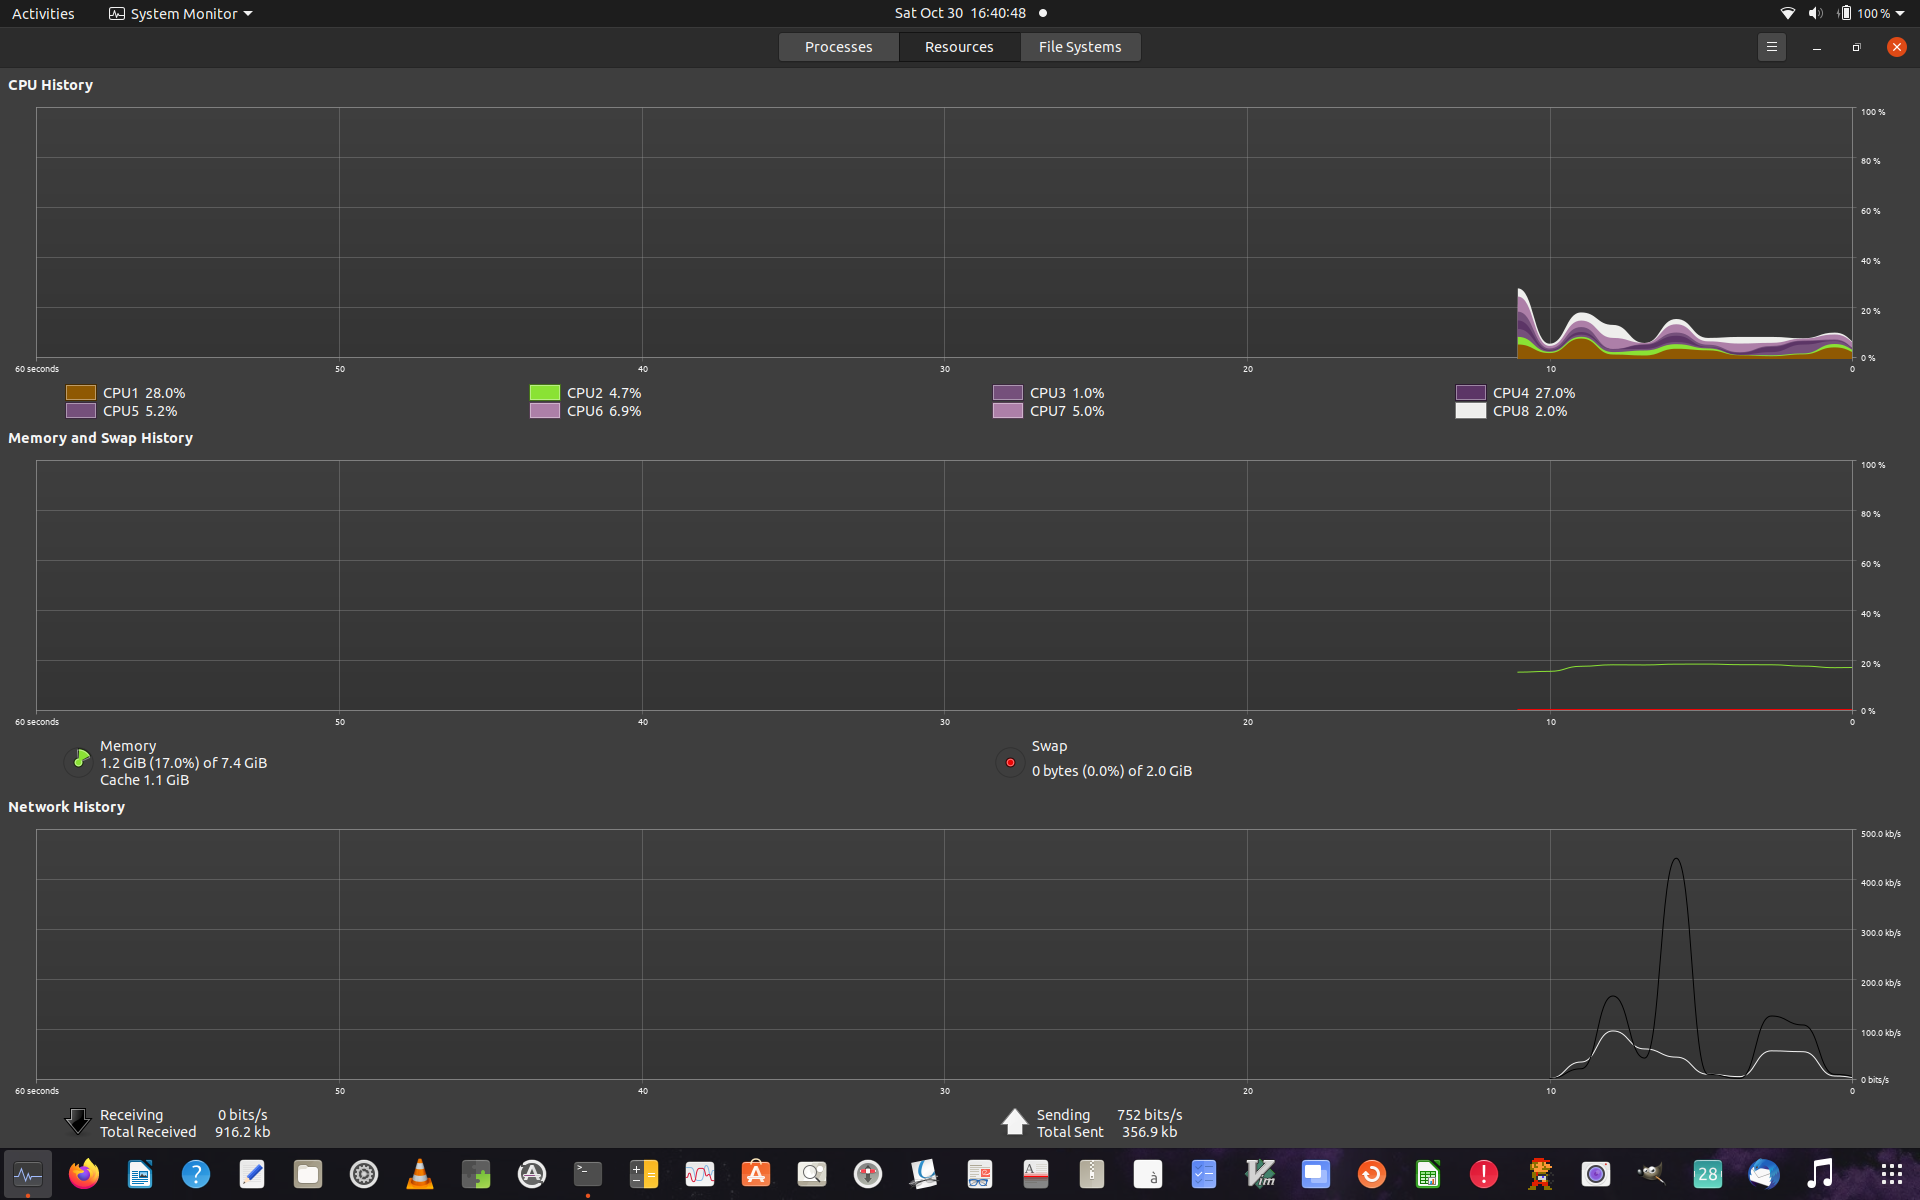 Activities System Monitor Sat Oct 30 16:40:48 100 %
Processes Resources File Systems
CPU History
100 %
80 %
60 %
40 %
20 %
0 %
60 seconds 50 40 30 20 10 0
CPU1 28.0% CPU2 4.7% CPU3 1.0% CPU4 27.0%
CPU5 5.2% CPU6 6.9% CPU7 5.0% CPU8 2.0%
Memory and Swap History
100 %
80 %
60 %
40 %
20 %
0 %
60 seconds 50 40 30 20 10 0
Memory
1.2 GiB (17.0%) of 7.4 GiB
Cache 1.1 GiB
Swap
0 bytes (0.0%) of 2.0 GiB
Network History
500.0 kb/s
400.0 kb/s
300.0 kb/s
200.0 kb/s
100.0 kb/s
0 bits/s
60 seconds 50 40 30 20 10 0
Receiving 0 bits/s
Total Received 916.2 kb
Sending 752 bits/s
Total Sent 356.9 kb
? >_ A à Vim ! 28